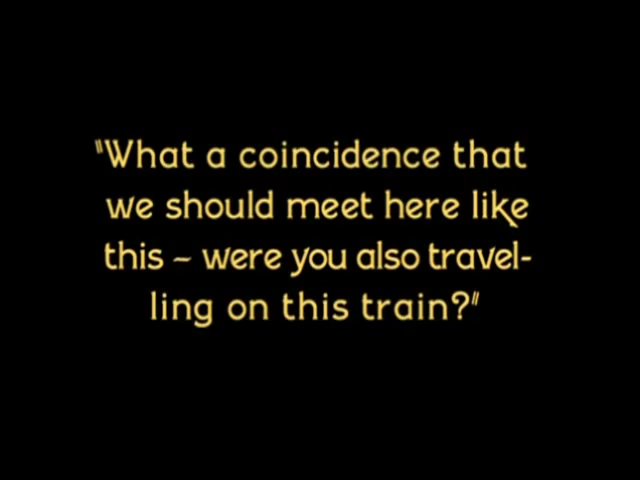 "What a coincidence that
we should meet here like
this – were you also travel-
ling on this train?"